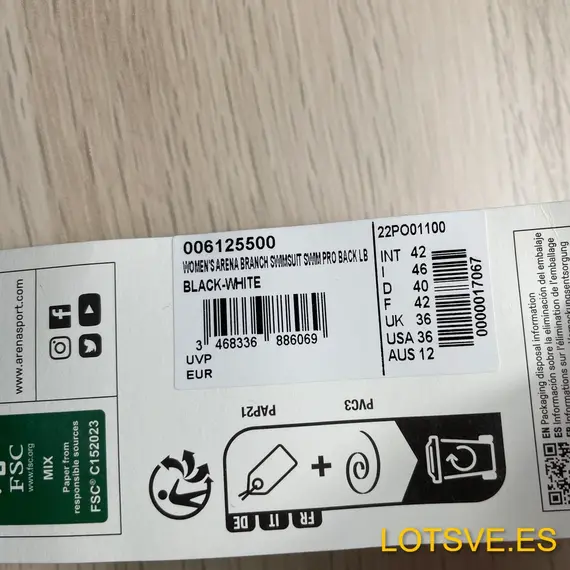 006125500
WOMEN'S ARENA BRANCH SWIMSUIT SWIM PRO BACK LB
BLACK-WHITE
3 468336 886069
UVP
EUR
22PO01100
INT 42
I 46
D 40
F 42
UK 36
USA 36
AUS 12
0000017067
www.arenasport.com
FSC
www.fsc.org
MIX
Paper from
responsible sources
FSC® C152023
PAP21
PVC3
FR
IT
DE
EN Packaging disposal information
ES Información sobre la eliminación del embalaje
FR Informations sur l'élimination de l'emballage
LOTSVE.ES